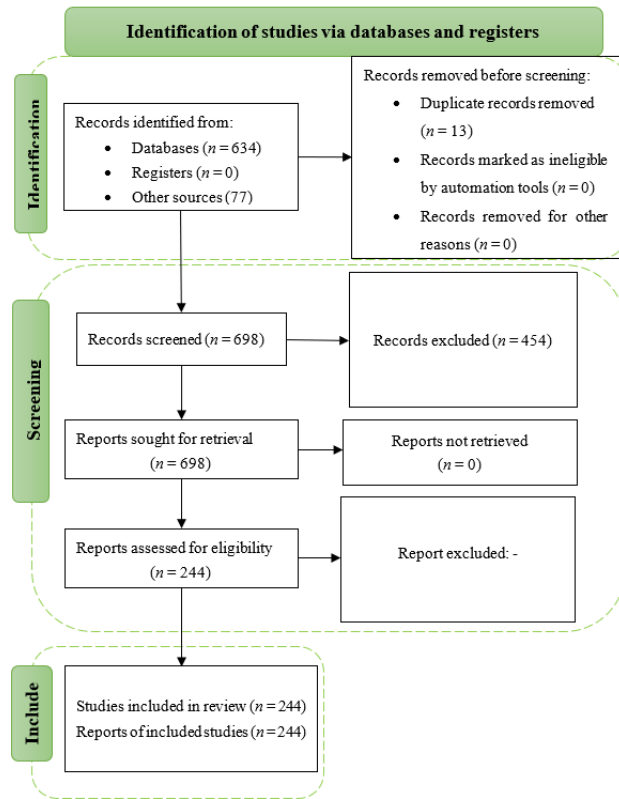 Identification of studies via databases and registers
Identification
Records identified from:
• Databases (n = 634)
• Registers (n = 0)
• Other sources (77)
Records removed before screening:
• Duplicate records removed
(n = 13)
• Records marked as ineligible
by automation tools (n = 0)
• Records removed for other
reasons (n = 0)
Screening
Records screened (n = 698)
Records excluded (n = 454)
Reports sought for retrieval
(n = 698)
Reports not retrieved
(n = 0)
Reports assessed for eligibility
(n = 244)
Report excluded: -
Include
Studies included in review (n = 244)
Reports of included studies (n =244)